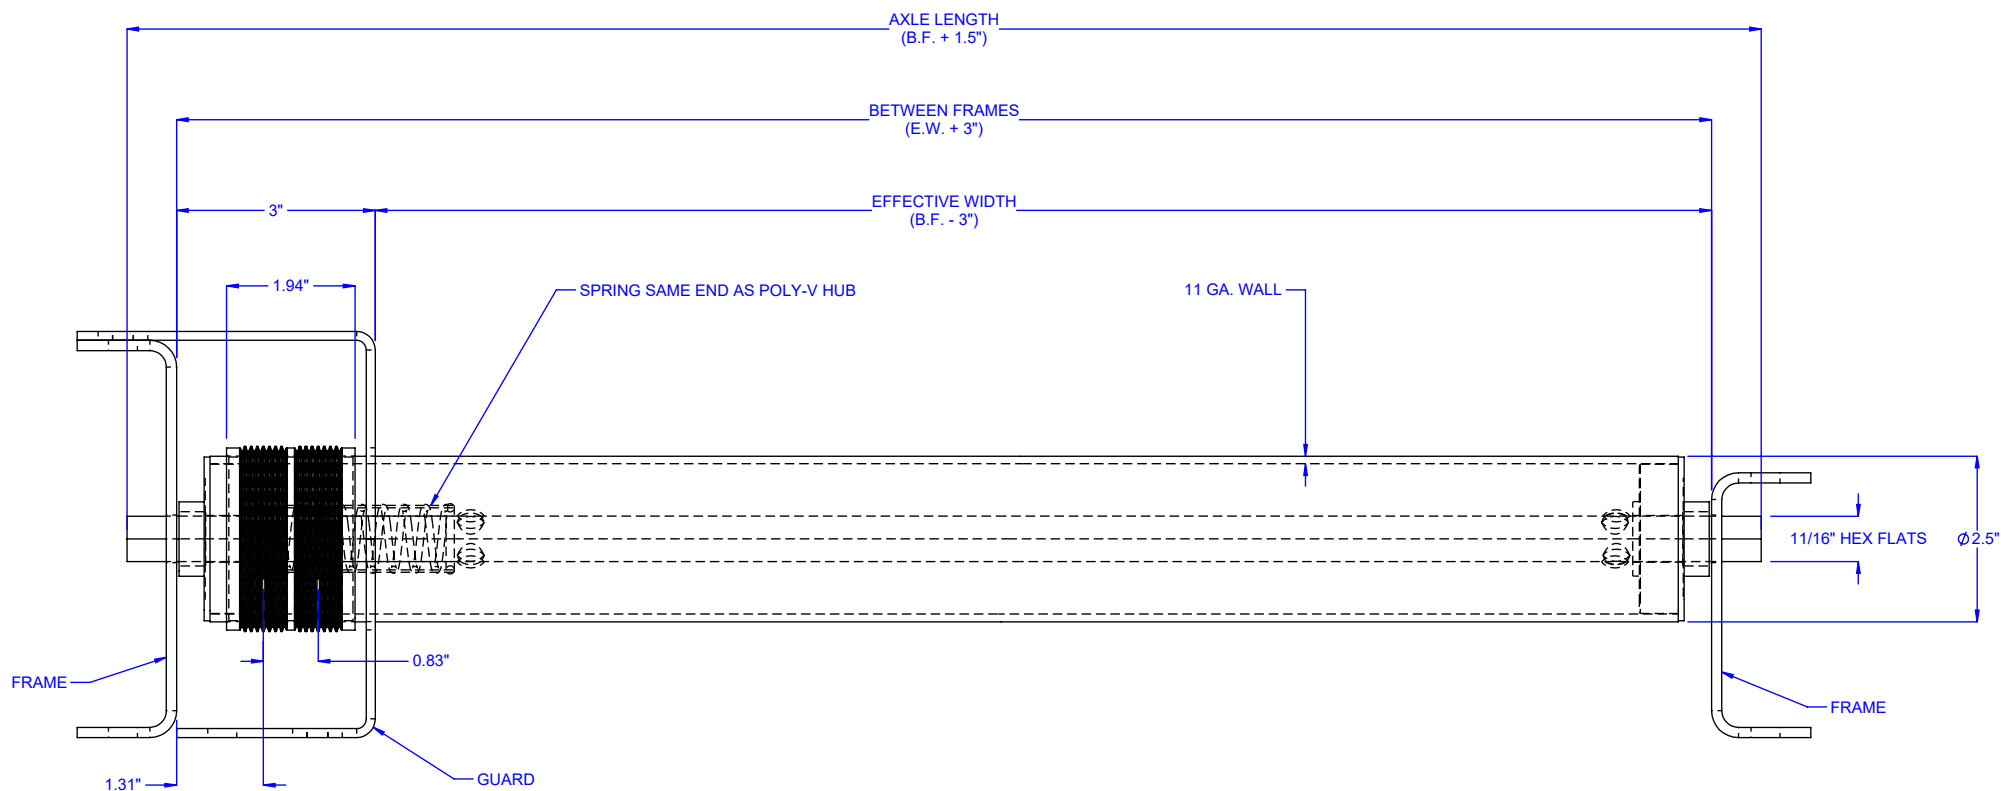 AXLE LENGTH
(B.F. + 1.5")
BETWEEN FRAMES
(E.W. + 3")
3"
EFFECTIVE WIDTH
(B.F. - 3")
1.94"
SPRING SAME END AS POLY-V HUB
11 GA. WALL
11/16" HEX FLATS
Ø2.5"
0.83"
FRAME
FRAME
GUARD
1.31"